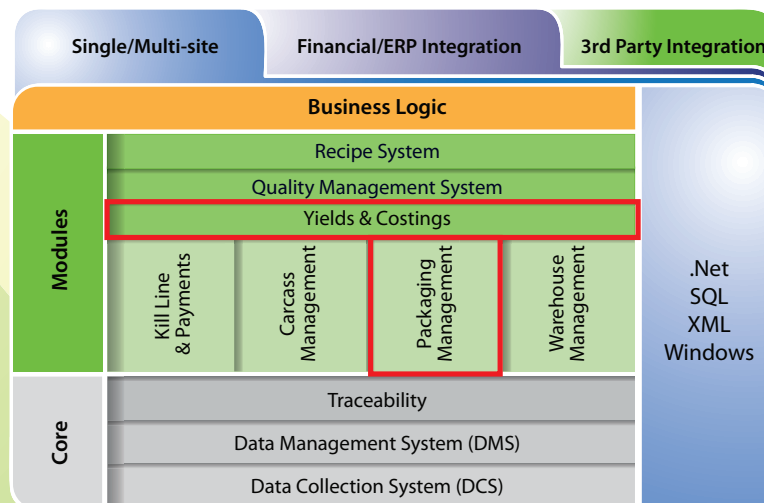 Single/Multi-site
Financial/ERP Integration
3rd Party Integration
Business Logic
Modules
Recipe System
Quality Management System
Yields & Costings
Kill Line
& Payments
Carcass
Management
Packaging
Management
Warehouse
Management
.Net
SQL
XML
Windows
Core
Traceability
Data Management System (DMS)
Data Collection System (DCS)